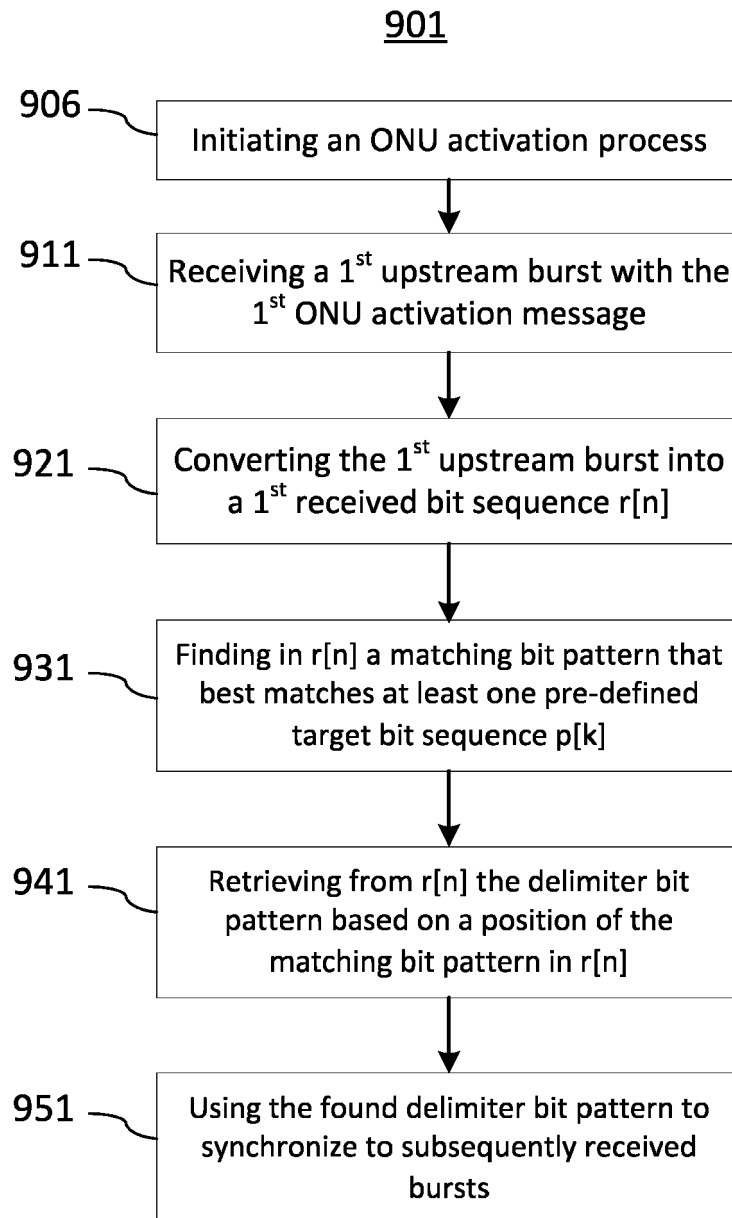 901
906
Initiating an ONU activation process
911
Receiving a 1st upstream burst with the
1st ONU activation message
921
Converting the 1st upstream burst into
a 1st received bit sequence r[n]
931
Finding in r[n] a matching bit pattern that
best matches at least one pre-defined
target bit sequence p[k]
941
Retrieving from r[n] the delimiter bit
pattern based on a position of the
matching bit pattern in r[n]
951
Using the found delimiter bit pattern to
synchronize to subsequently received
bursts